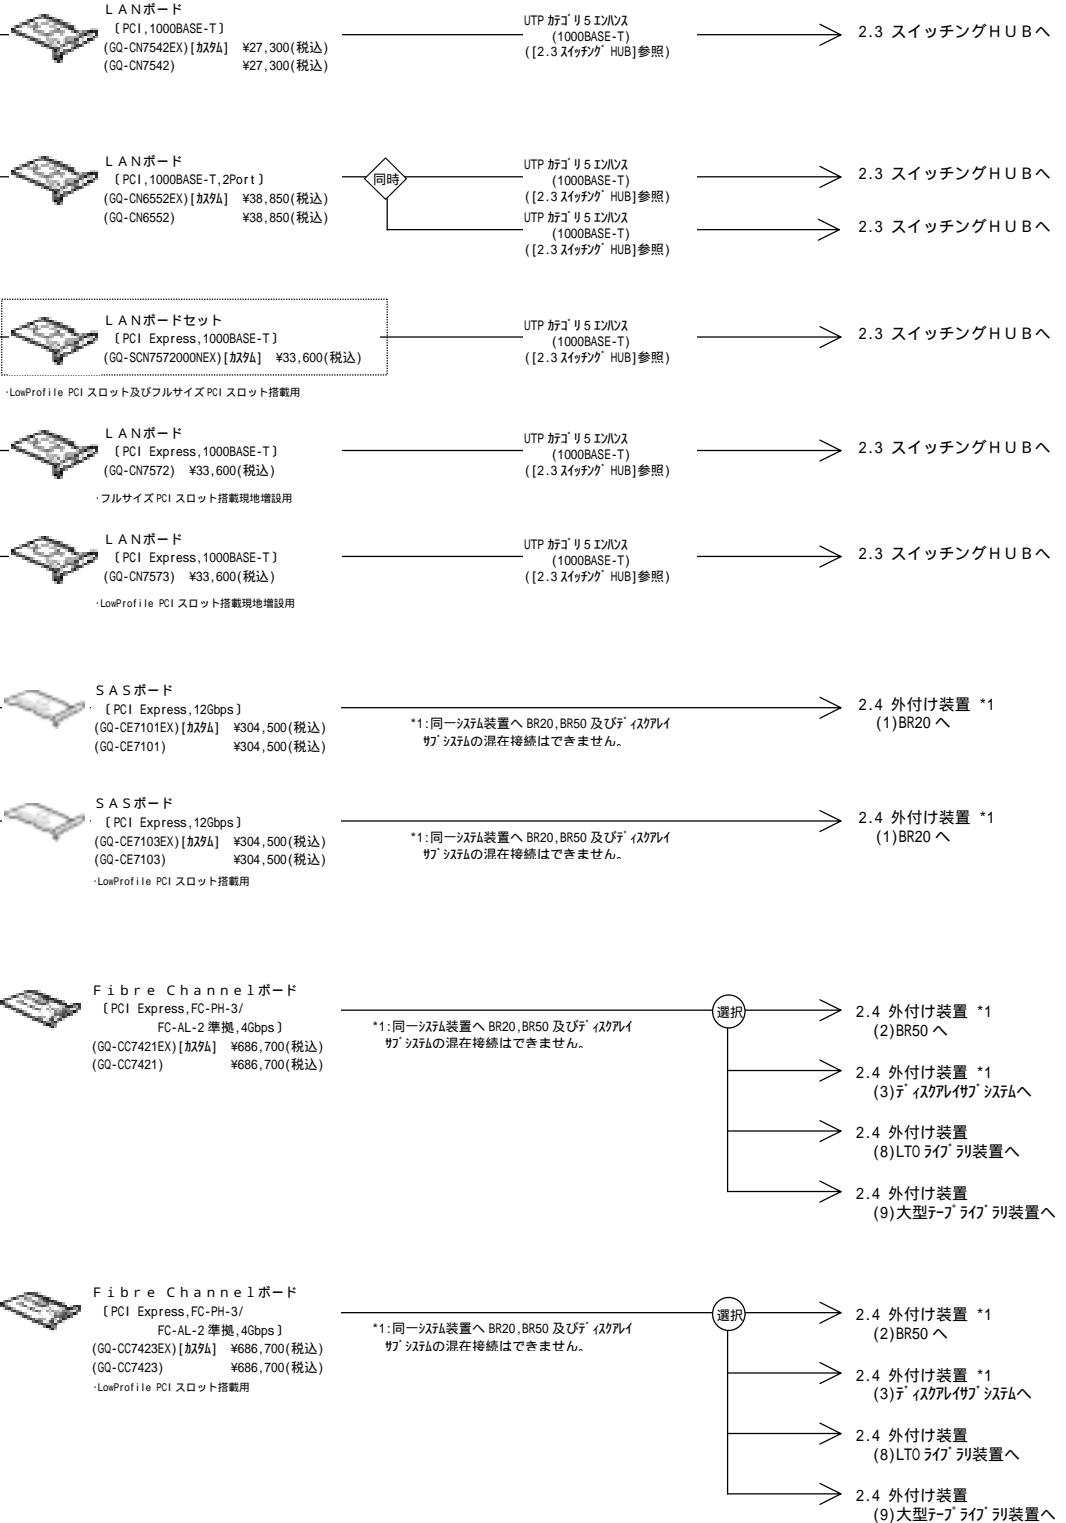 ＬＡＮボード
〔PCI,1000BASE-T〕
(GQ-CN7542EX)[ｶｽﾀﾑ] ¥27,300(税込)
(GQ-CN7542) ¥27,300(税込)
UTP ｶﾃｺﾞﾘ5 ｴﾝﾊﾝｽ
(1000BASE-T)
([2.3 ｽｲｯﾁﾝｸﾞ HUB]参照)
2.3 スイッチングＨＵＢへ
ＬＡＮボード
〔PCI,1000BASE-T,2Port〕
(GQ-CN6552EX)[ｶｽﾀﾑ] ¥38,850(税込)
(GQ-CN6552) ¥38,850(税込)
同時
UTP ｶﾃｺﾞﾘ5 ｴﾝﾊﾝｽ
(1000BASE-T)
([2.3 ｽｲｯﾁﾝｸﾞ HUB]参照)
2.3 スイッチングＨＵＢへ
UTP ｶﾃｺﾞﾘ5 ｴﾝﾊﾝｽ
(1000BASE-T)
([2.3 ｽｲｯﾁﾝｸﾞ HUB]参照)
2.3 スイッチングＨＵＢへ
ＬＡＮボードセット
〔PCI Express,1000BASE-T〕
(GQ-SCN7572000NEX)[ｶｽﾀﾑ] ¥33,600(税込)
UTP ｶﾃｺﾞﾘ5 ｴﾝﾊﾝｽ
(1000BASE-T)
([2.3 ｽｲｯﾁﾝｸﾞ HUB]参照)
2.3 スイッチングＨＵＢへ
･LowProfile PCI スロット及びフルサイズPCI スロット搭載用
ＬＡＮボード
〔PCI Express,1000BASE-T〕
(GQ-CN7572) ¥33,600(税込)
･フルサイズPCI スロット搭載現地増設用
UTP ｶﾃｺﾞﾘ5 ｴﾝﾊﾝｽ
(1000BASE-T)
([2.3 ｽｲｯﾁﾝｸﾞ HUB]参照)
2.3 スイッチングＨＵＢへ
ＬＡＮボード
〔PCI Express,1000BASE-T〕
(GQ-CN7573) ¥33,600(税込)
･LowProfile PCI スロット搭載現地増設用
UTP ｶﾃｺﾞﾘ5 ｴﾝﾊﾝｽ
(1000BASE-T)
([2.3 ｽｲｯﾁﾝｸﾞ HUB]参照)
2.3 スイッチングＨＵＢへ
ＳＡＳボード
〔PCI Express,12Gbps〕
(GQ-CE7101EX)[ｶｽﾀﾑ] ¥304,500(税込)
(GQ-CE7101) ¥304,500(税込)
*1:同一ｼｽﾃﾑ装置へ BR20,BR50 及びﾃﾞｨｽｸｱﾚｲ
ｻﾌﾞｼｽﾃﾑの混在接続はできません。
2.4 外付け装置 *1
(1)BR20 へ
ＳＡＳボード
〔PCI Express,12Gbps〕
(GQ-CE7103EX)[ｶｽﾀﾑ] ¥304,500(税込)
(GQ-CE7103) ¥304,500(税込)
･LowProfile PCI スロット搭載用
*1:同一ｼｽﾃﾑ装置へ BR20,BR50 及びﾃﾞｨｽｸｱﾚｲ
ｻﾌﾞｼｽﾃﾑの混在接続はできません。
2.4 外付け装置 *1
(1)BR20 へ
Ｆｉｂｒｅ Ｃｈａｎｎｅｌボード
〔PCI Express,FC-PH-3/
FC-AL-2 準拠,4Gbps〕
(GQ-CC7421EX)[ｶｽﾀﾑ] ¥686,700(税込)
(GQ-CC7421) ¥686,700(税込)
*1:同一ｼｽﾃﾑ装置へ BR20,BR50 及びﾃﾞｨｽｸｱﾚｲ
ｻﾌﾞｼｽﾃﾑの混在接続はできません。
選択
2.4 外付け装置 *1
(2)BR50 へ
2.4 外付け装置 *1
(3)ﾃﾞｨｽｸｱﾚｲｻﾌﾞｼｽﾃﾑへ
2.4 外付け装置
(8)LTO ﾗｲﾌﾞﾗﾘ装置へ
2.4 外付け装置
(9)大型ﾃｰﾌﾟﾗｲﾌﾞﾗﾘ装置へ
Ｆｉｂｒｅ Ｃｈａｎｎｅｌボード
〔PCI Express,FC-PH-3/
FC-AL-2 準拠,4Gbps〕
(GQ-CC7423EX)[ｶｽﾀﾑ] ¥686,700(税込)
(GQ-CC7423) ¥686,700(税込)
･LowProfile PCI スロット搭載用
*1:同一ｼｽﾃﾑ装置へ BR20,BR50 及びﾃﾞｨｽｸｱﾚｲ
ｻﾌﾞｼｽﾃﾑの混在接続はできません。
選択
2.4 外付け装置 *1
(2)BR50 へ
2.4 外付け装置 *1
(3)ﾃﾞｨｽｸｱﾚｲｻﾌﾞｼｽﾃﾑへ
2.4 外付け装置
(8)LTO ﾗｲﾌﾞﾗﾘ装置へ
2.4 外付け装置
(9)大型ﾃｰﾌﾟﾗｲﾌﾞﾗﾘ装置へ